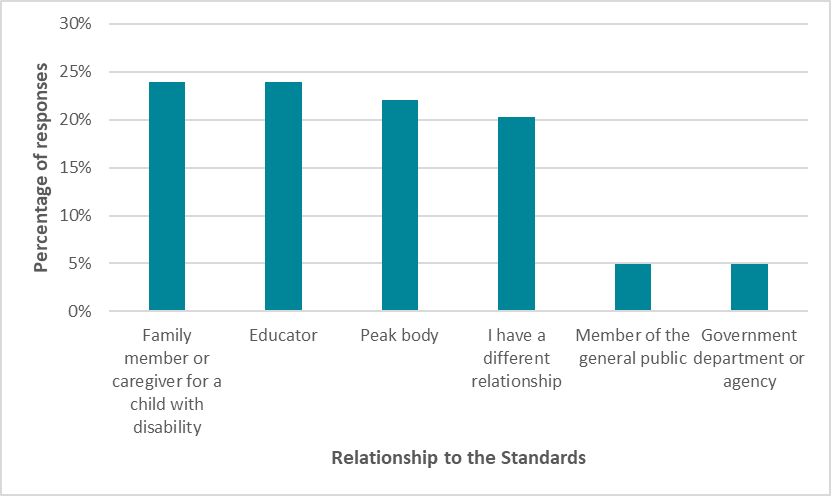 30%
25%
20%
15%
10%
5%
0%
Percentage of responses
Family
member or
caregiver for a
child with
disability
Educator
Peak body
I have a
different
relationship
Member of the
general public
Government
department or
agency
Relationship to the Standards